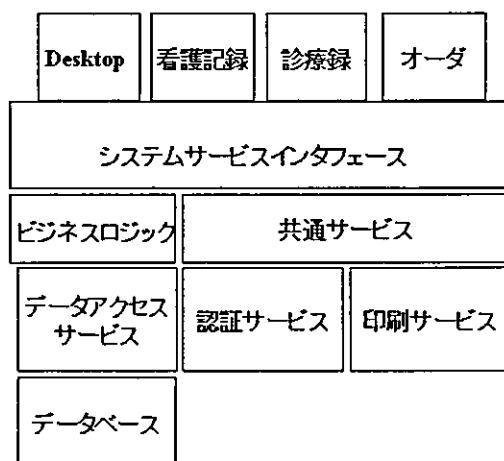 Desktop
看護記録
診療録
オーダ
システムサービスインタフェース
ビジネスロジック
共通サービス
データアクセス
サービス
認証サービス
印刷サービス
データベース